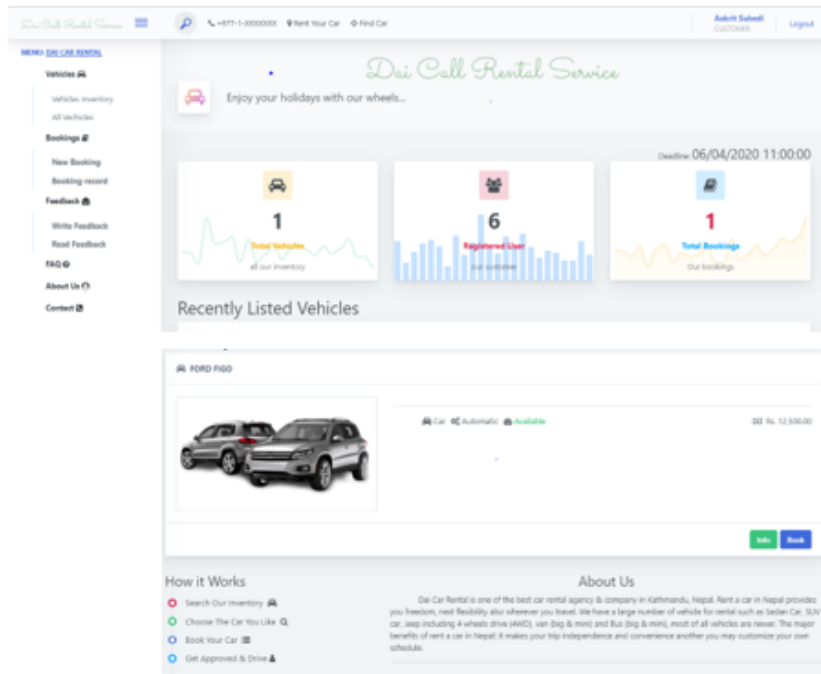 Dai Call Rental Service
+977-1-XXXXXXX Rent Your Car Find Car
Ankrit Subedi
CUSTOMER
Logout
MENU: DAI CAR RENTAL
Vehicles
Vehicles Inventory
All Vechicles
Bookings
New Booking
Booking record
Feedback
Write Feedback
Read Feedback
FAQ
About Us
Contact
Dai Call Rental Service
Enjoy your holidays with our wheels...
Deadline: 06/04/2020 11:00:00
1
Total Vehicles
all our inventory
6
Registered User
our customer
1
Total Bookings
Our bookings
Recently Listed Vehicles
FORD FIGO
Car Automatic Available
Rs. 12,500.00
Info Book
How it Works
Search Our Inventory
Choose The Car You Like
Book Your Car
Get Approved & Drive
About Us
Dai Car Rental is one of the best car rental agency & company in Kathmandu, Nepal. Rent a car in Nepal provides
you freedom, next flexibility also wherever you travel. We have a large number of vehicle for rental such as Sedan Car, SUV
car, jeep including 4 wheels drive (4WD), van (big & mini) and Bus (big & mini), most of all vehicles are newer. The major
benefits of rent a car in Nepal; it makes your trip independence and convenience another you may customize your own
schedule.